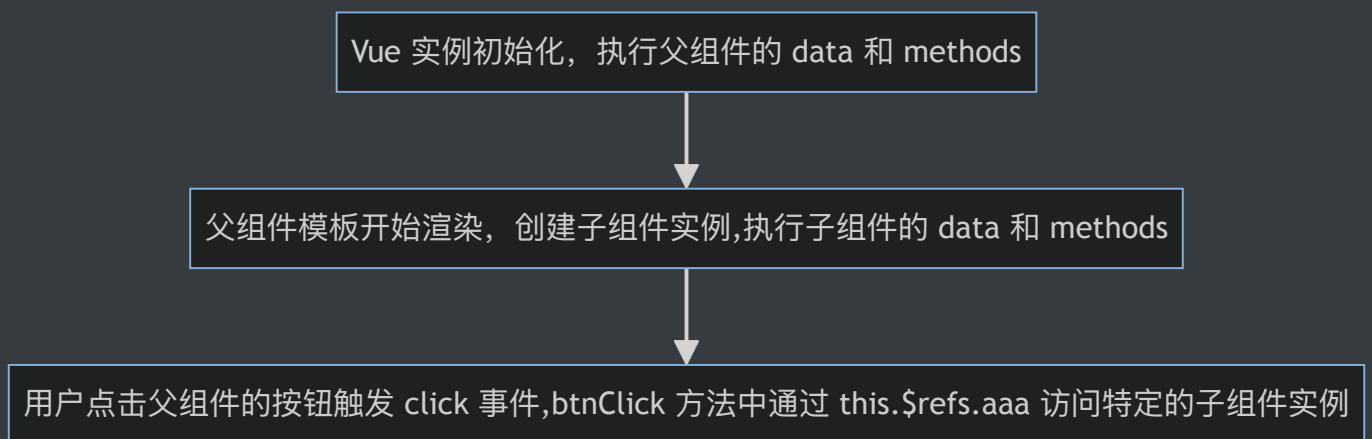 Vue 实例初始化，执行父组件的 data 和 methods
父组件模板开始渲染，创建子组件实例,执行子组件的 data 和 methods
用户点击父组件的按钮触发 click 事件,btnClick 方法中通过 this.$refs.aaa 访问特定的子组件实例